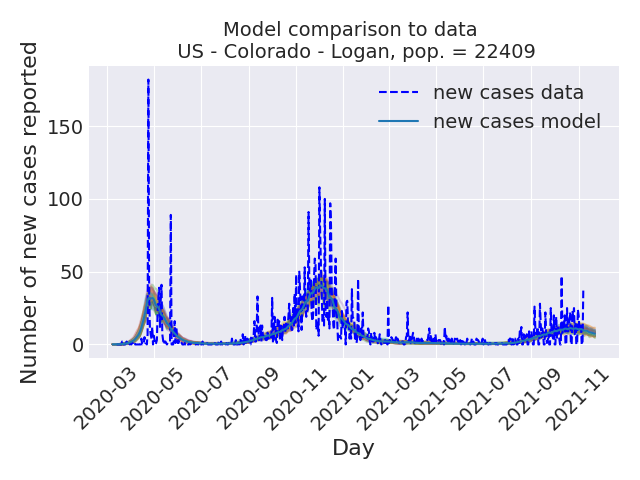 Model comparison to data
US - Colorado - Logan, pop. = 22409
new cases data
new cases model
Number of new cases reported
150
100
50
0
2020-03
2020-05
2020-07
2020-09
2020-11
2021-01
2021-03
2021-05
2021-07
2021-09
2021-11
Day